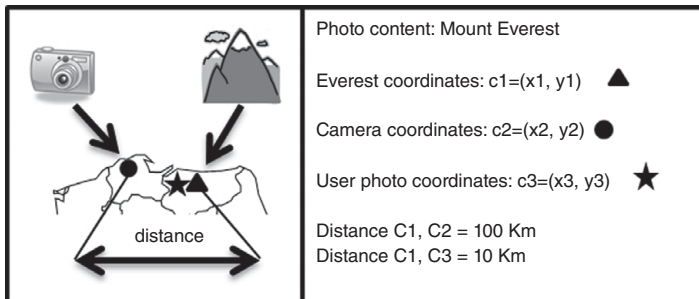 distance
Photo content: Mount Everest
Everest coordinates: c1=(x1, y1)
Camera coordinates: c2=(x2, y2)
User photo coordinates: c3=(x3, y3)
Distance C1, C2 = 100 Km
Distance C1, C3 = 10 Km